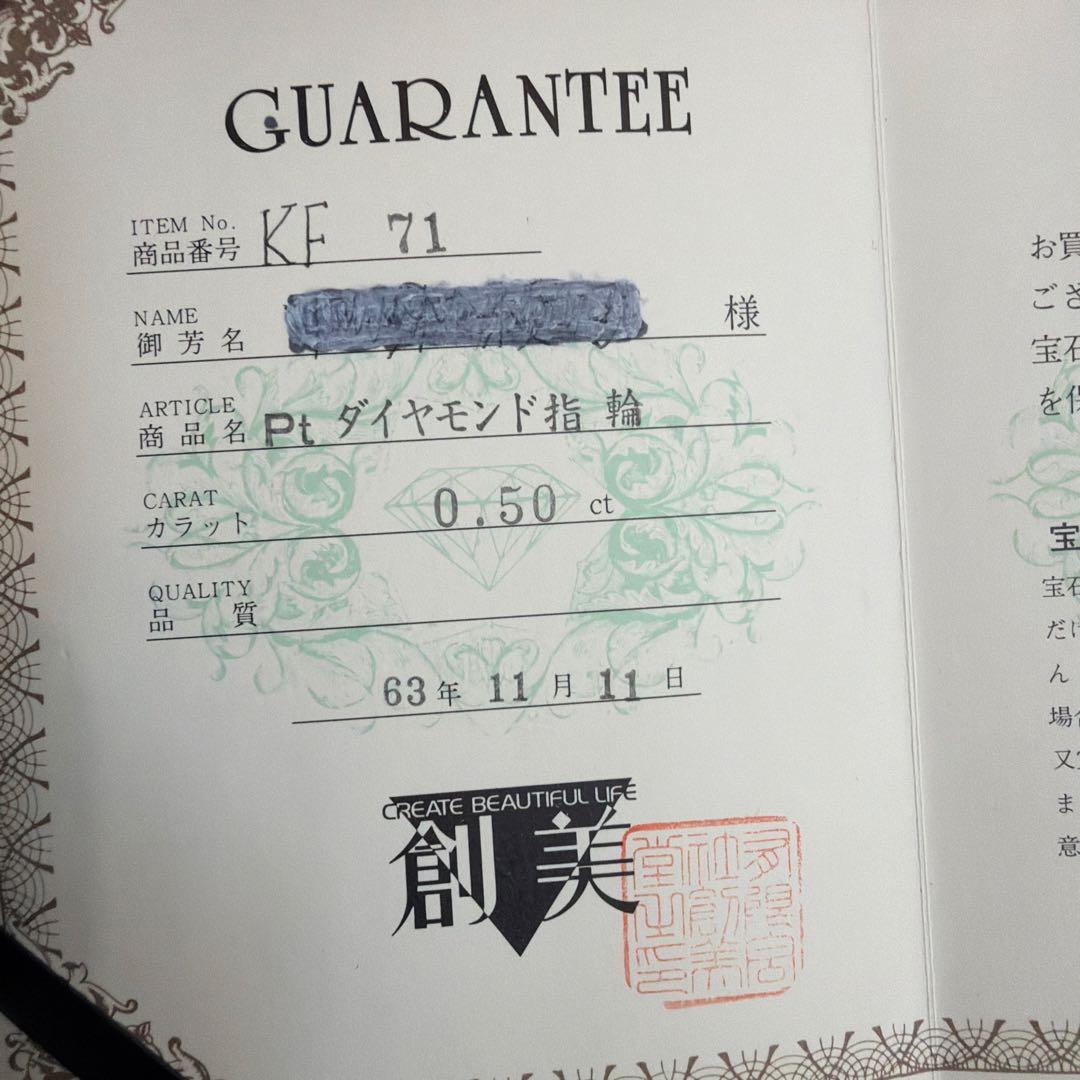 GUARANTEE
ITEM No.
商品番号 KF 71
NAME
御芳名 様
ARTICLE
商品名 Pt ダイヤモンド指輪
CARAT
カラット 0.50 ct
QUALITY
品質
63年 11月 11日
CREATE BEAUTIFUL LIFE
創美
お買
ござ
宝石
を保
宝
宝石
だけ
ん
場合
又
ま
意